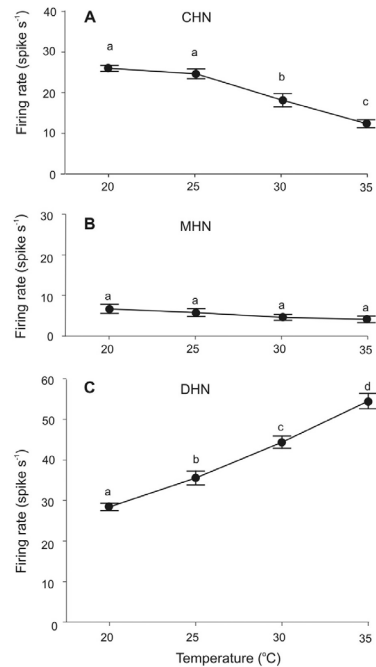 A CHN
Firing rate (spike s⁻¹)
40
30
20
10
0
a a b c
20 25 30 35
B MHN
Firing rate (spike s⁻¹)
30
20
10
0
a a a a
20 25 30 35
C DHN
Firing rate (spike s⁻¹)
60
50
40
30
20
10
0
a b c d
20 25 30 35
Temperature (°C)